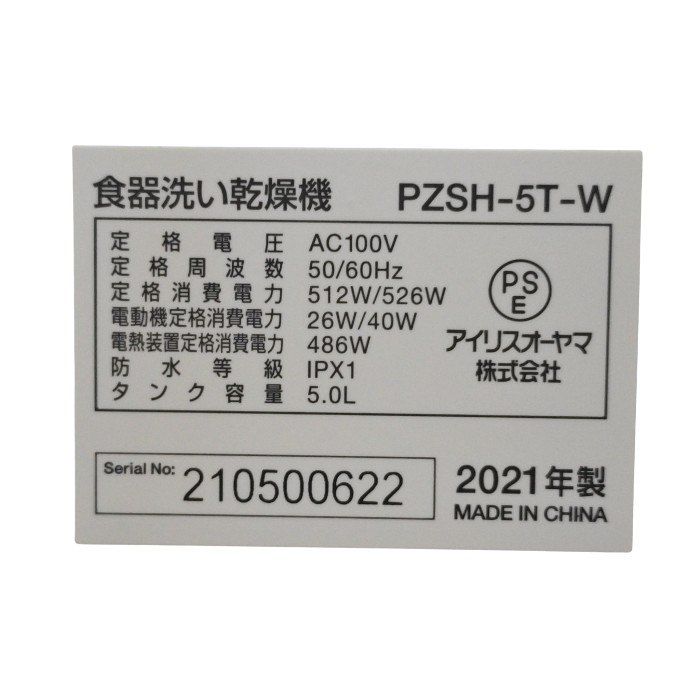 食器洗い乾燥機 PZSH-5T-W
定格電圧 AC100V
定格周波数 50/60Hz
定格消費電力 512W/526W
電動機定格消費電力 26W/40W
電熱装置定格消費電力 486W
防水等級 IPX1
タンク容量 5.0L
PS
E
アイリスオーヤマ
株式会社
Serial No: 210500622
2021年製
MADE IN CHINA